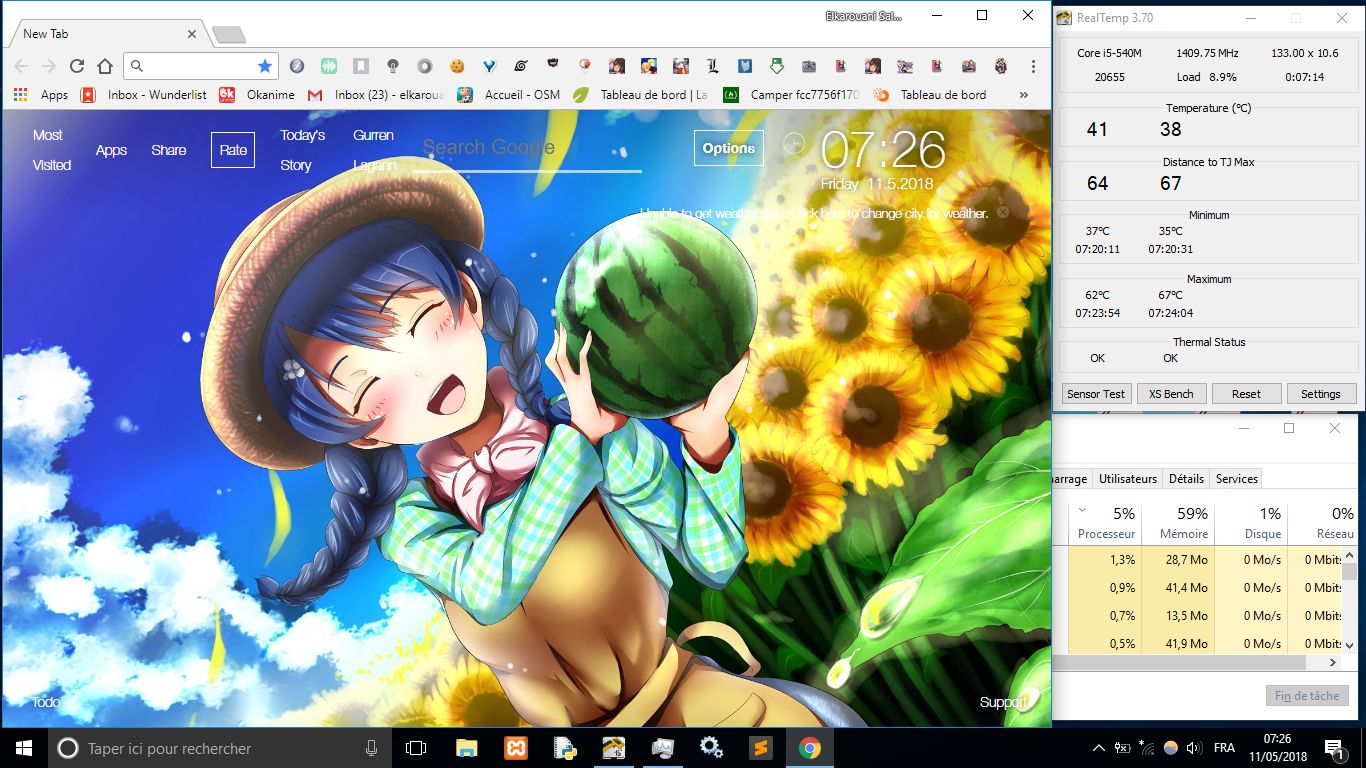 Elkarouani Sal...
New Tab
Apps
Inbox - Wunderlist
Okanime
Inbox (23) - elkaroua
Accueil - OSM
Tableau de bord | La
Camper fcc7756f170
Tableau de bord
»
Most Visited
Apps
Share
Rate
Today's Story
Gurren Lagann
Search Google
Options
07:26
Friday 11.5.2018
Unable to get weather data. Click here to change city for weather.
Todo
Support
RealTemp 3.70
Core i5-540M 1409.75 MHz 133.00 x 10.6
20655 Load 8.9% 0:07:14
Temperature (°C)
41 38
Distance to TJ Max
64 67
Minimum
37°C 35°C
07:20:11 07:20:31
Maximum
62°C 67°C
07:23:54 07:24:04
Thermal Status
OK OK
Sensor Test XS Bench Reset Settings
marrage Utilisateurs Détails Services
5% 59% 1% 0%
Processeur Mémoire Disque Réseau
1,3% 28,7 Mo 0 Mo/s 0 Mbits
0,9% 41,4 Mo 0 Mo/s 0 Mbits
0,7% 13,5 Mo 0 Mo/s 0 Mbits
0,5% 41,9 Mo 0 Mo/s 0 Mbits
Fin de tâche
Taper ici pour rechercher
FRA
07:26
11/05/2018
1